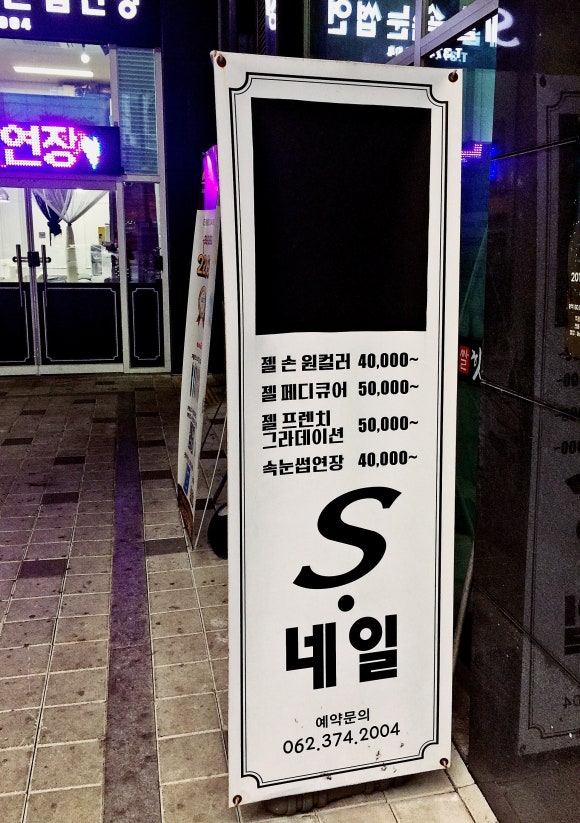 연장
젤 손 원컬러 40,000~
젤 페디큐어 50,000~
젤 프렌치
그라데이션 50,000~
속눈썹연장 40,000~
S.
네일
예약문의
062.374.2004